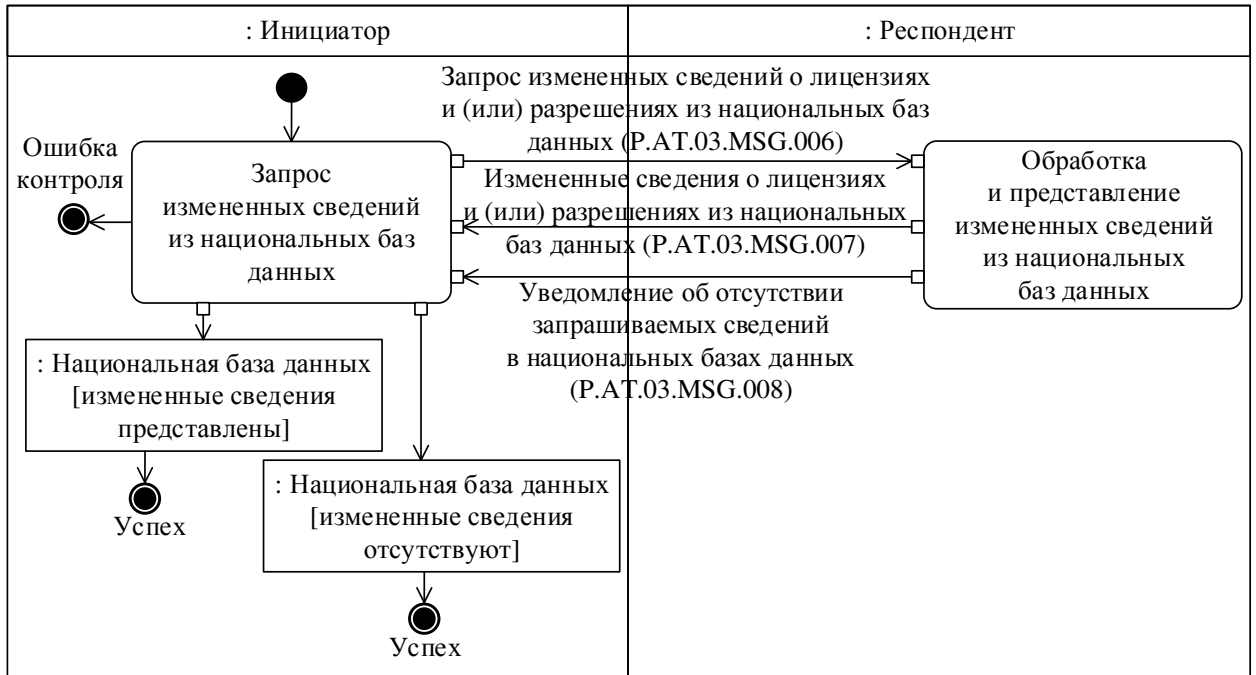 : Инициатор
: Респондент
Запрос измененных сведений о лицензиях
и (или) разрешениях из национальных баз
данных (P.AT.03.MSG.006)
Ошибка
контроля
Запрос
измененных сведений
из национальных баз
данных
Измененные сведения о лицензиях
и (или) разрешениях из национальных
баз данных (P.AT.03.MSG.007)
Обработка
и представление
измененных сведений
из национальных
баз данных
Уведомление об отсутствии
запрашиваемых сведений
в национальных базах данных
(P.AT.03.MSG.008)
: Национальная база данных
[измененные сведения
представлены]
Успех
: Национальная база данных
[измененные сведения
отсутствуют]
Успех